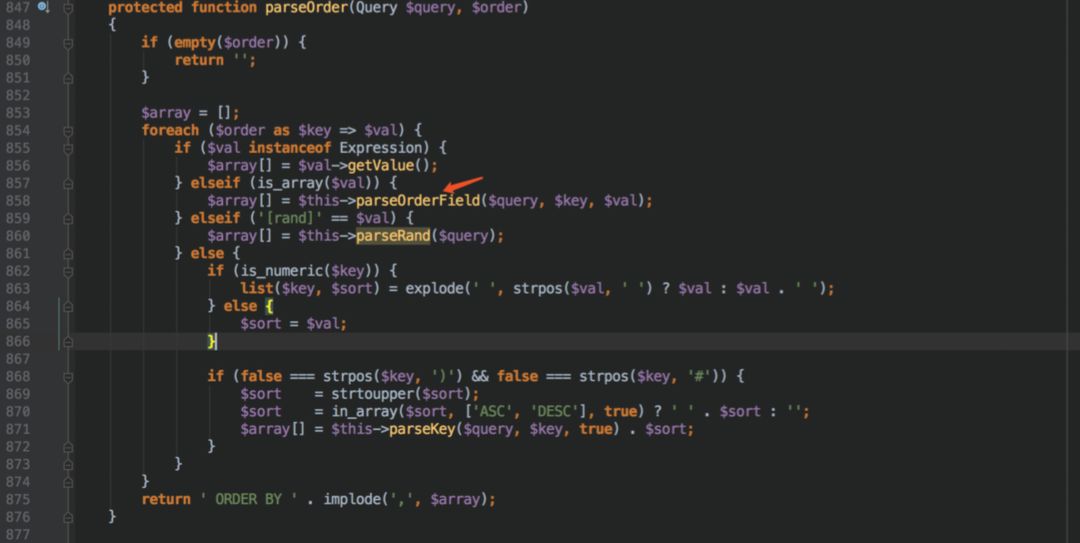 847 protected function parseOrder(Query $query, $order)
848 {
849 if (empty($order)) {
850 return '';
851 }
852
853 $array = [];
854 foreach ($order as $key => $val) {
855 if ($val instanceof Expression) {
856 $array[] = $val->getValue();
857 } elseif (is_array($val)) {
858 $array[] = $this->parseOrderField($query, $key, $val);
859 } elseif ('[rand]' == $val) {
860 $array[] = $this->parseRand($query);
861 } else {
862 if (is_numeric($key)) {
863 list($key, $sort) = explode(' ', strpos($val, ' ') ? $val : $val . ' ');
864 } else {
865 $sort = $val;
866 }
867
868 if (false === strpos($key, ')') && false === strpos($key, '#')) {
869 $sort = strtoupper($sort);
870 $sort = in_array($sort, ['ASC', 'DESC'], true) ? ' ' . $sort : '';
871 $array[] = $this->parseKey($query, $key, true) . $sort;
872 }
873 }
874 }
875 return ' ORDER BY ' . implode(',', $array);
876 }
877